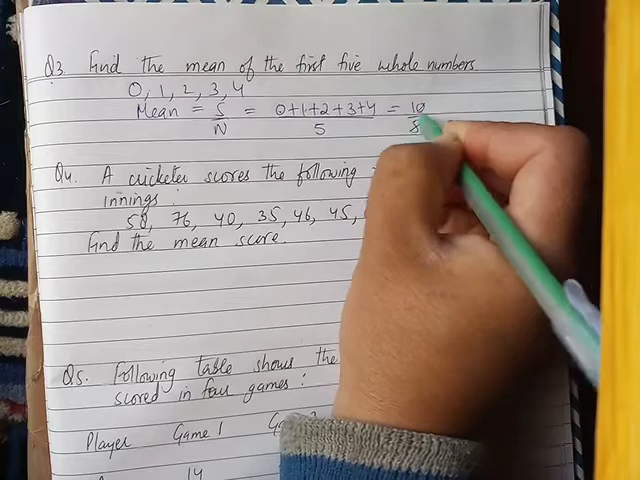 Q3 Find the mean of the first five whole numbers.
0, 1, 2, 3, 4
Mean = S/N = 0+1+2+3+4/5 = 10/5
Q4. A cricketer scores the following
innings:
58, 76, 40, 35, 46, 45,
Find the mean score.
Q5. Following table shows the
scored in four games:
Player Game 1
14